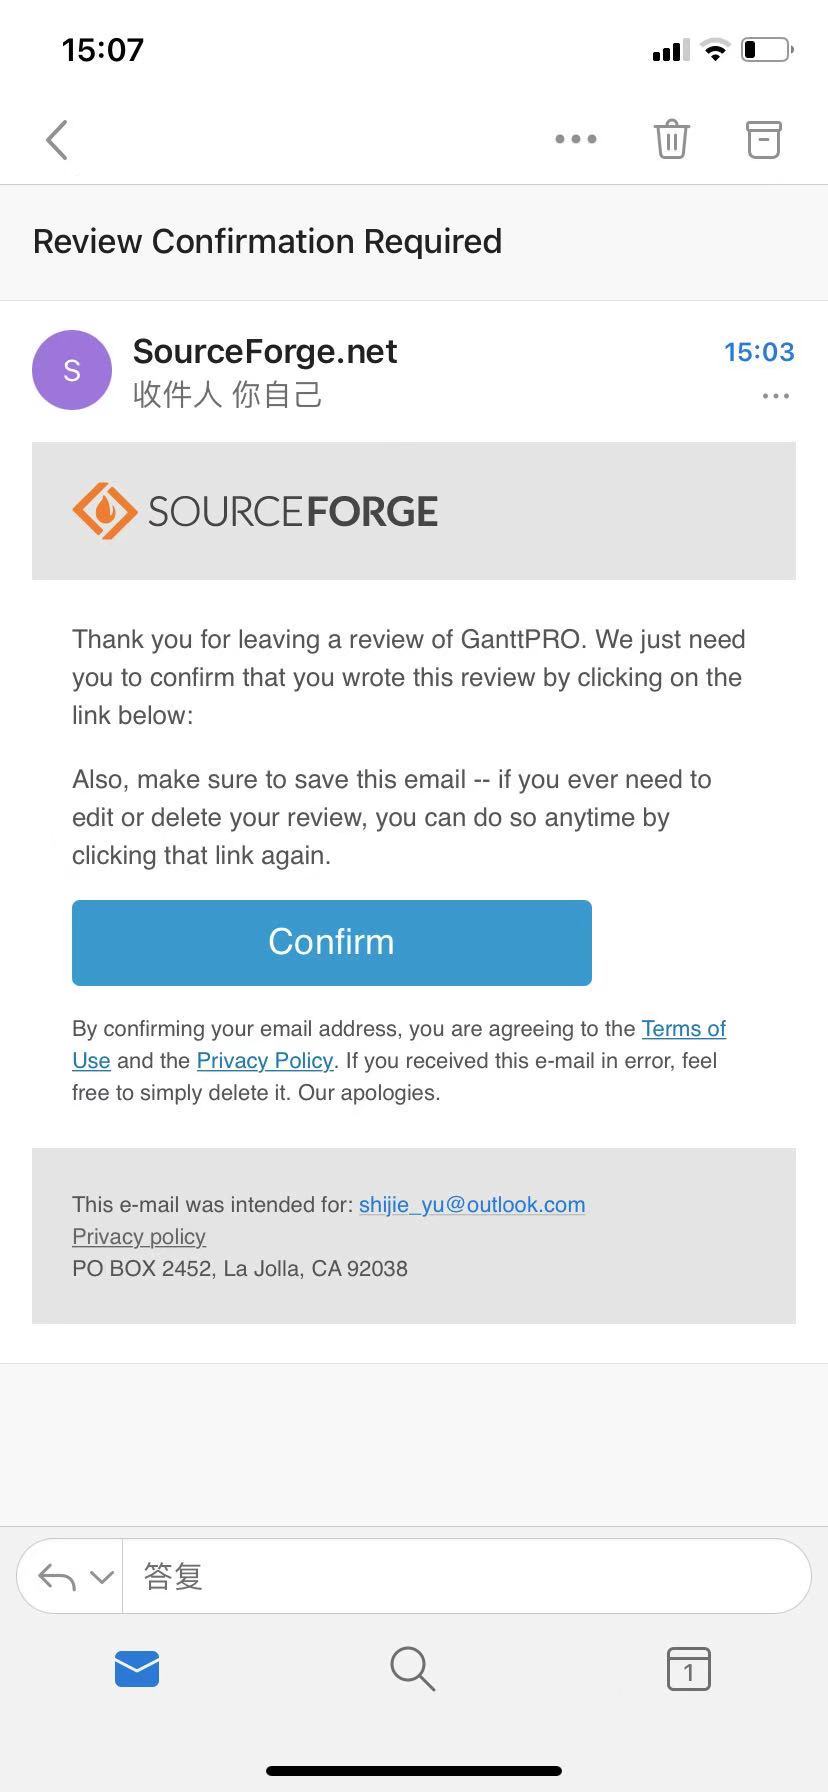 15:07
Review Confirmation Required
S
SourceForge.net
15:03
收件人 你自己
SOURCEFORGE
Thank you for leaving a review of GanttPRO. We just need
you to confirm that you wrote this review by clicking on the
link below:
Also, make sure to save this email -- if you ever need to
edit or delete your review, you can do so anytime by
clicking that link again.
Confirm
By confirming your email address, you are agreeing to the Terms of
Use and the Privacy Policy. If you received this e-mail in error, feel
free to simply delete it. Our apologies.
This e-mail was intended for: shijie_yu@outlook.com
Privacy policy
PO BOX 2452, La Jolla, CA 92038
答复
1